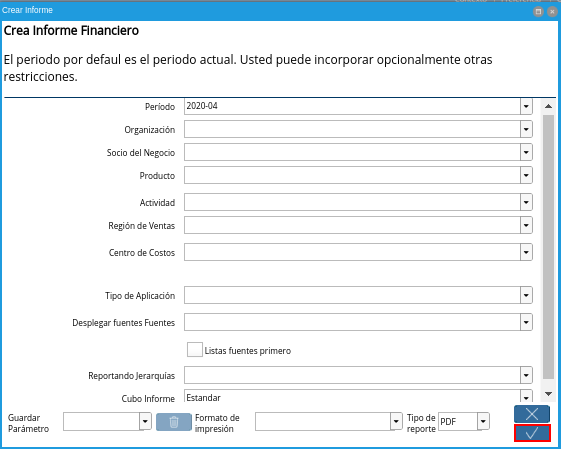 Crear Informe
Crea Informe Financiero
El periodo por defaul es el periodo actual. Usted puede incorporar opcionalmente otras
restricciones.
Período 2020-04
Organización
Socio del Negocio
Producto
Actividad
Región de Ventas
Centro de Costos
Tipo de Aplicación
Desplegar fuentes Fuentes
Listas fuentes primero
Reportando Jerarquías
Cubo Informe Estandar
Guardar
Parámetro
Formato de
impresión
Tipo de
reporte
PDF